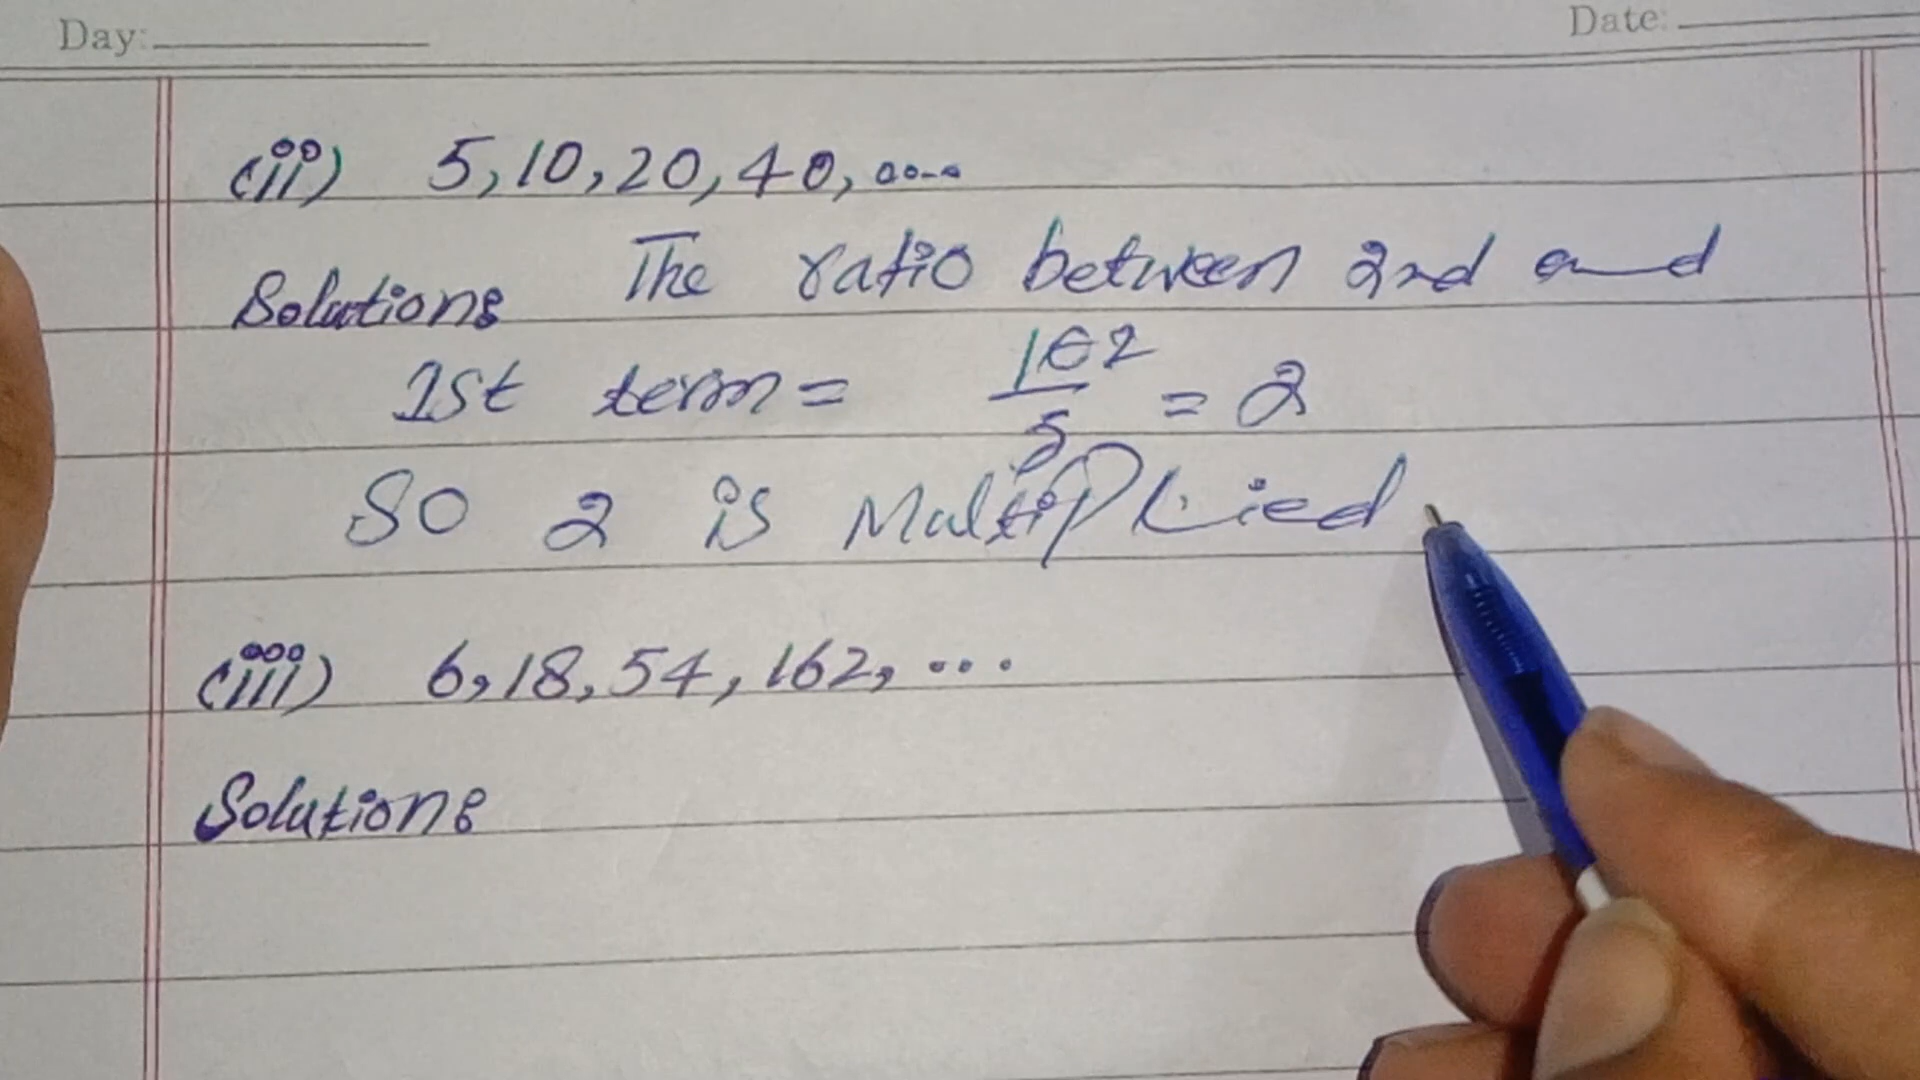 Day: Date:
(ii) 5, 10, 20, 40, ....
Solution: The ratio between 2nd and
1st term = 10 2 / 5 = 2
So 2 is Multiplied
(iii) 6, 18, 54, 162, ...
Solution: